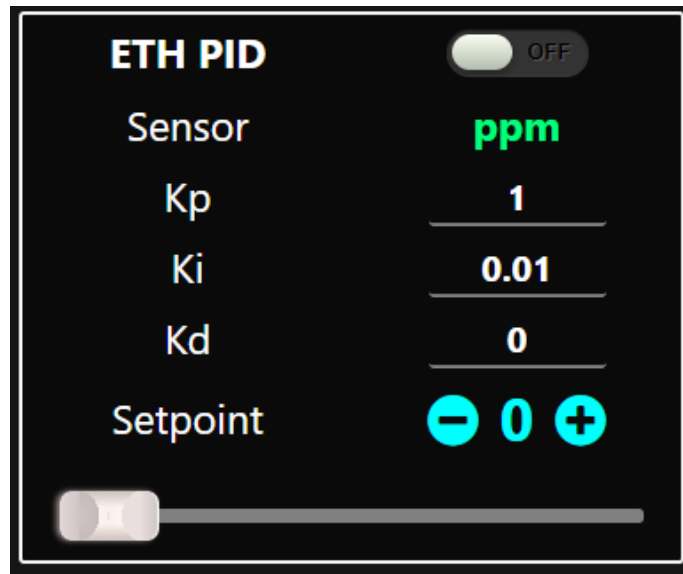 ETH PID OFF
Sensor ppm
Kp 1
Ki 0.01
Kd 0
Setpoint 0